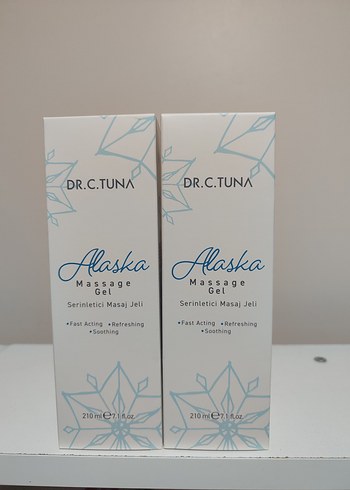 DR.C.TUNA
Alaska
Massage
Gel
Serinletici Masaj Jeli
•Fast Acting •Refreshing
•Soothing
210 ml ℮ 7.1 fl.oz
DR.C.TUNA
Alaska
Massage
Gel
Serinletici Masaj Jeli
•Fast Acting •Refreshing
•Soothing
210 ml ℮ 7.1 fl.oz